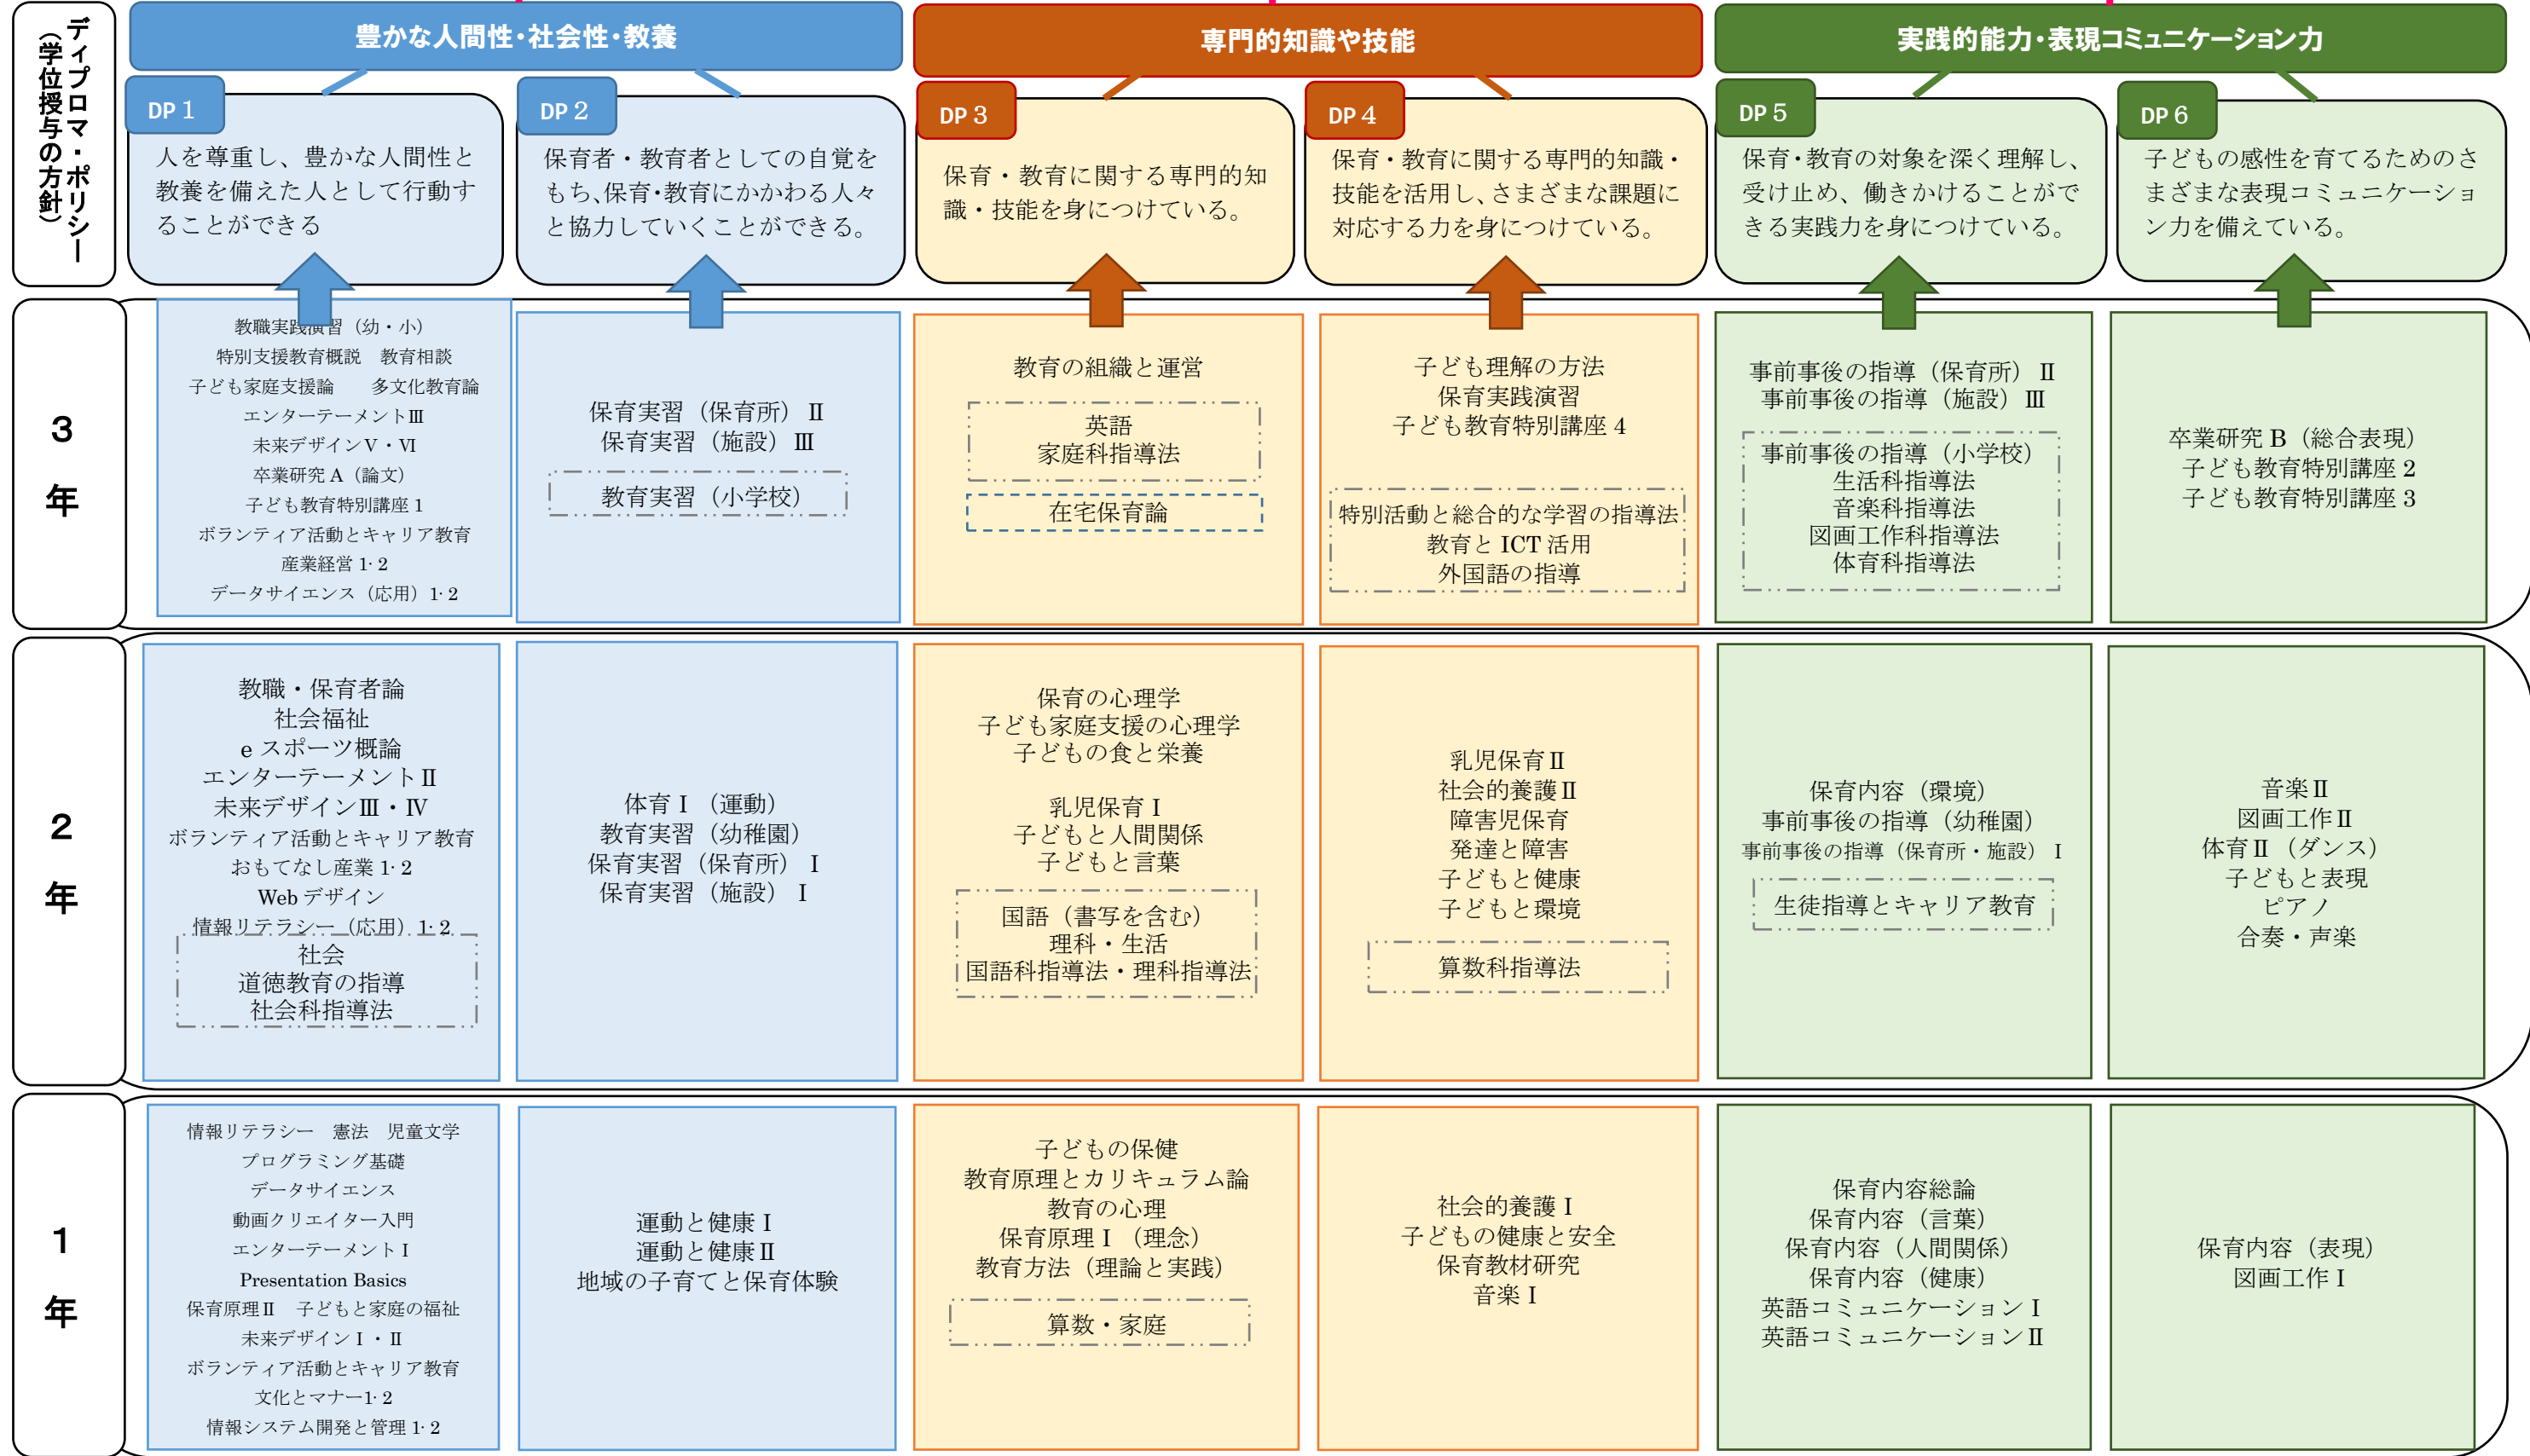 ディプロマ・ポリシー
（学位授与の方針）
豊かな人間性・社会性・教養
専門的知識や技能
実践的能力・表現コミュニケーション力
DP 1
人を尊重し、豊かな人間性と
教養を備えた人として行動す
ることができる
DP 2
保育者・教育者としての自覚を
もち、保育・教育にかかわる人々
と協力していくことができる。
DP 3
保育・教育に関する専門的知
識・技能を身につけている。
DP 4
保育・教育に関する専門的知識・
技能を活用し、さまざまな課題に
対応する力を身につけている。
DP 5
保育・教育の対象を深く理解し、
受け止め、働きかけることがで
きる実践力を身につけている。
DP 6
子どもの感性を育てるためのさ
まざまな表現コミュニケーショ
ン力を備えている。
3年
教職実践演習（幼・小）
特別支援教育概説　教育相談
子ども家庭支援論　　多文化教育論
エンターテーメントⅢ
未来デザインⅤ・Ⅵ
卒業研究 A（論文）
子ども教育特別講座 1
ボランティア活動とキャリア教育
産業経営 1･2
データサイエンス（応用）1･2
保育実習（保育所）Ⅱ
保育実習（施設）Ⅲ
教育実習（小学校）
教育の組織と運営
英語
家庭科指導法
在宅保育論
子ども理解の方法
保育実践演習
子ども教育特別講座 4
特別活動と総合的な学習の指導法
教育と ICT 活用
外国語の指導
事前事後の指導（保育所）Ⅱ
事前事後の指導（施設）Ⅲ
事前事後の指導（小学校）
生活科指導法
音楽科指導法
図画工作科指導法
体育科指導法
卒業研究 B（総合表現）
子ども教育特別講座 2
子ども教育特別講座 3
2年
教職・保育者論
社会福祉
e スポーツ概論
エンターテーメントⅡ
未来デザインⅢ・Ⅳ
ボランティア活動とキャリア教育
おもてなし産業 1･2
Web デザイン
情報リテラシー（応用）1･2
社会
道徳教育の指導
社会科指導法
体育Ⅰ（運動）
教育実習（幼稚園）
保育実習（保育所）Ⅰ
保育実習（施設）Ⅰ
保育の心理学
子ども家庭支援の心理学
子どもの食と栄養
乳児保育Ⅰ
子どもと人間関係
子どもと言葉
国語（書写を含む）
理科・生活
国語科指導法・理科指導法
乳児保育Ⅱ
社会的養護Ⅱ
障害児保育
発達と障害
子どもと健康
子どもと環境
算数科指導法
保育内容（環境）
事前事後の指導（幼稚園）
事前事後の指導（保育所・施設）Ⅰ
生徒指導とキャリア教育
音楽Ⅱ
図画工作Ⅱ
体育Ⅱ（ダンス）
子どもと表現
ピアノ
合奏・声楽
1年
情報リテラシー　憲法　児童文学
プログラミング基礎
データサイエンス
動画クリエイター入門
エンターテーメントⅠ
Presentation Basics
保育原理Ⅱ　子どもと家庭の福祉
未来デザインⅠ・Ⅱ
ボランティア活動とキャリア教育
文化とマナー1･2
情報システム開発と管理 1･2
運動と健康Ⅰ
運動と健康Ⅱ
地域の子育てと保育体験
子どもの保健
教育原理とカリキュラム論
教育の心理
保育原理Ⅰ（理念）
教育方法（理論と実践）
算数・家庭
社会的養護Ⅰ
子どもの健康と安全
保育教材研究
音楽Ⅰ
保育内容総論
保育内容（言葉）
保育内容（人間関係）
保育内容（健康）
英語コミュニケーションⅠ
英語コミュニケーションⅡ
保育内容（表現）
図画工作Ⅰ